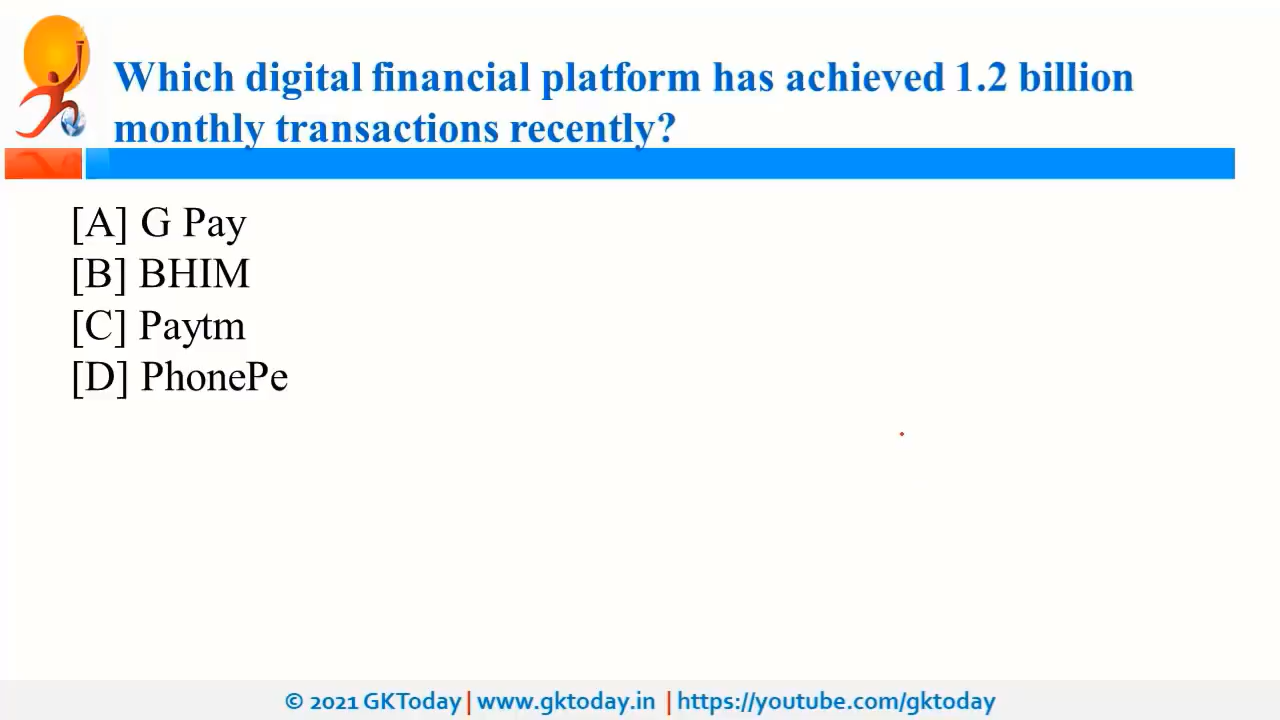 Which digital financial platform has achieved 1.2 billion
monthly transactions recently?
[A] G Pay
[B] BHIM
[C] Paytm
[D] PhonePe
© 2021 GKToday | www.gktoday.in | https://youtube.com/gktoday